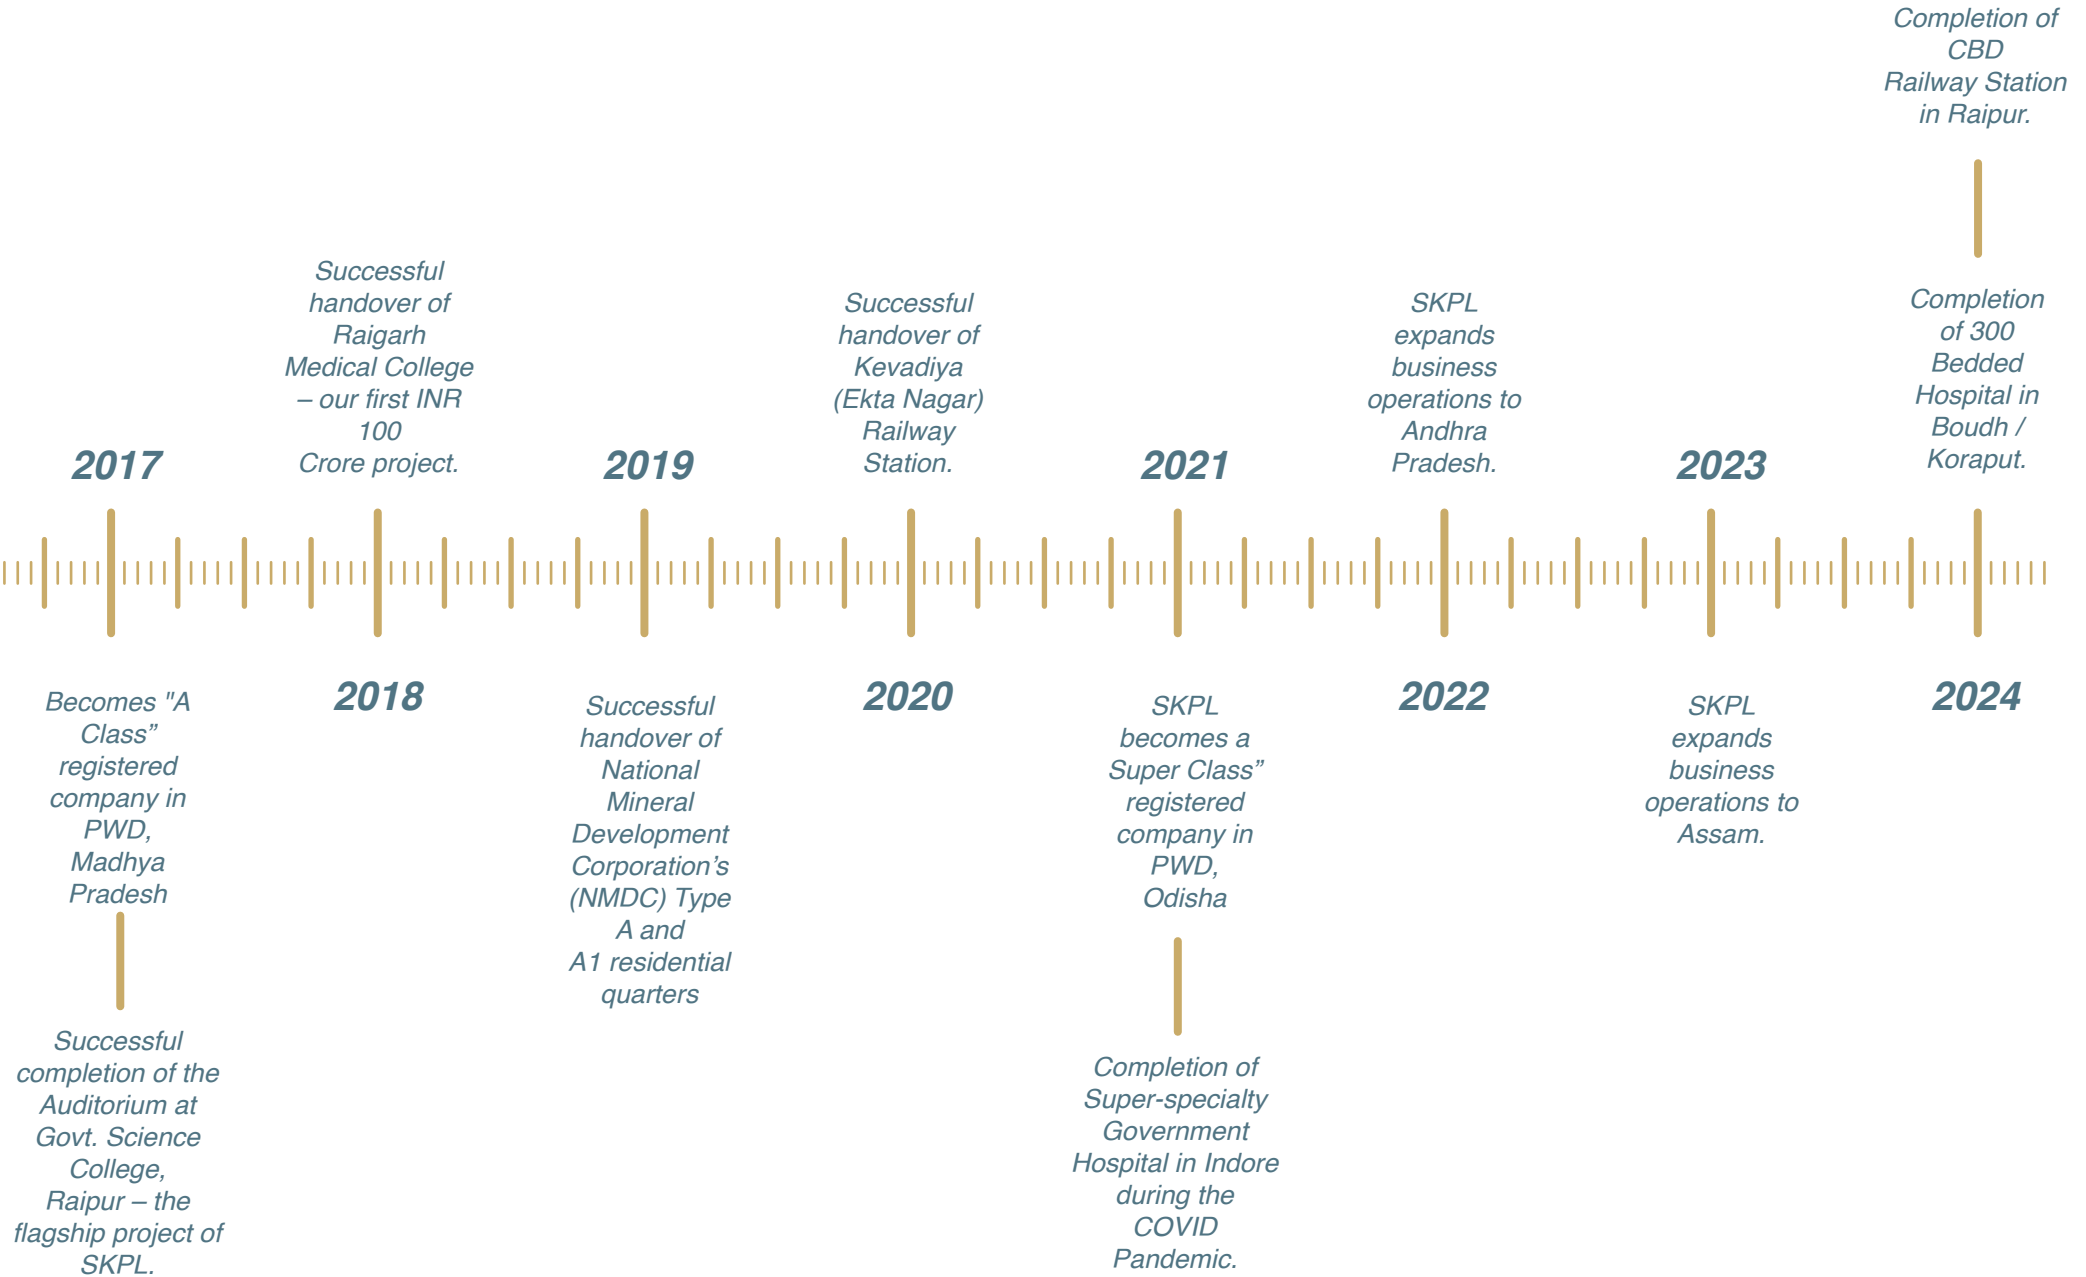 2017
Becomes "A
Class”
registered
company in
PWD,
Madhya
Pradesh
Successful
completion of the
Auditorium at
Govt. Science
College,
Raipur – the
flagship project of
SKPL.
Successful
handover of
Raigarh
Medical College
– our first INR
100
Crore project.
2018
2019
Successful
handover of
National
Mineral
Development
Corporation’s
(NMDC) Type
A and
A1 residential
quarters
Successful
handover of
Kevadiya
(Ekta Nagar)
Railway
Station.
2020
2021
SKPL
becomes a
Super Class”
registered
company in
PWD,
Odisha
Completion of
Super-specialty
Government
Hospital in Indore
during the
COVID
Pandemic.
SKPL
expands
business
operations to
Andhra
Pradesh.
2022
2023
SKPL
expands
business
operations to
Assam.
Completion of
CBD
Railway Station
in Raipur.
Completion
of 300
Bedded
Hospital in
Boudh /
Koraput.
2024